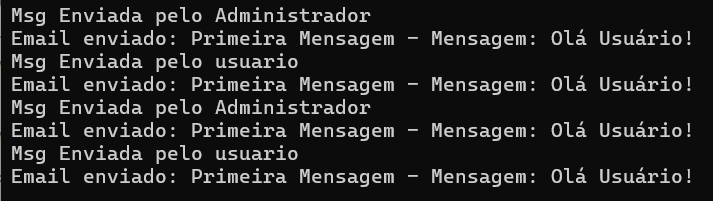 Msg Enviada pelo Administrador
Email enviado: Primeira Mensagem - Mensagem: Olá Usuário!
Msg Enviada pelo usuario
Email enviado: Primeira Mensagem - Mensagem: Olá Usuário!
Msg Enviada pelo Administrador
Email enviado: Primeira Mensagem - Mensagem: Olá Usuário!
Msg Enviada pelo usuario
Email enviado: Primeira Mensagem - Mensagem: Olá Usuário!